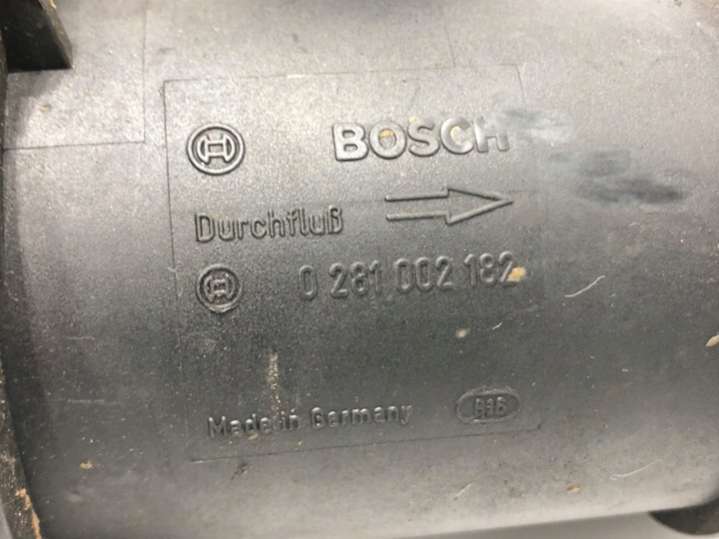 BOSCH
Durchfluß
0 281 002 182
Made in Germany